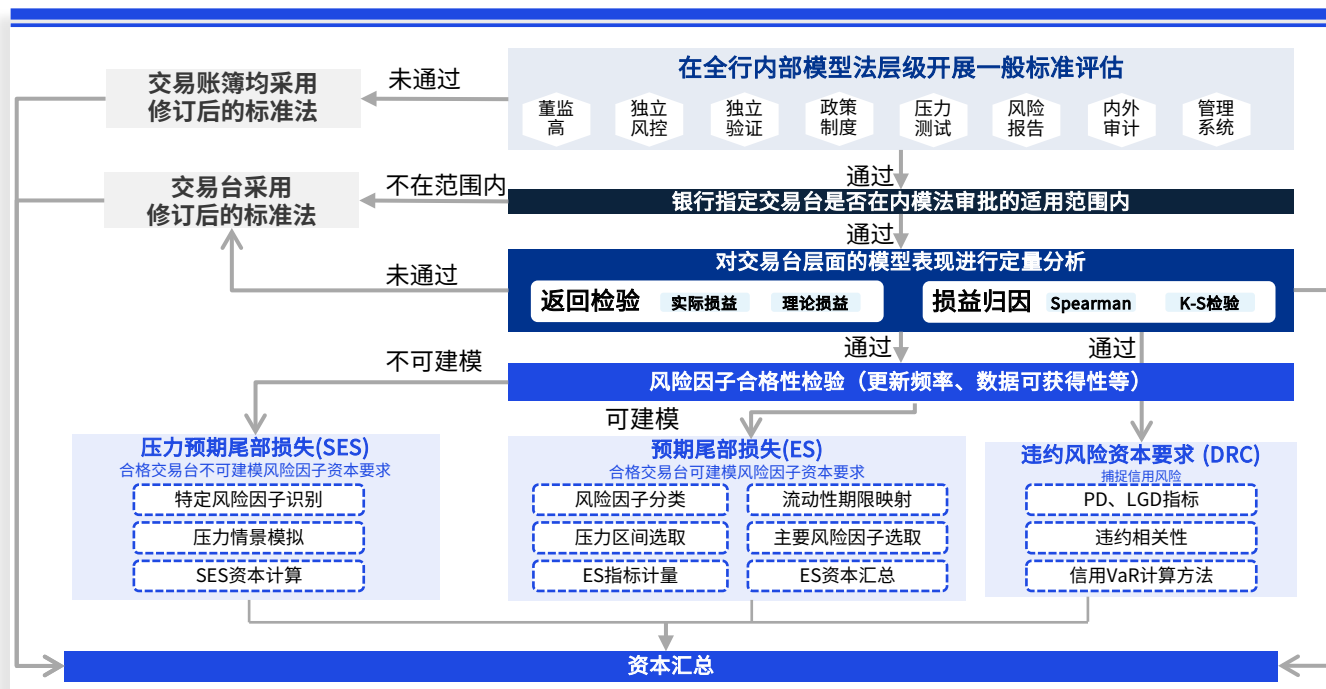 在全行内部模型法层级开展一般标准评估
董监
高
独立
风控
独立
验证
政策
制度
压力
测试
风险
报告
内外
审计
管理
系统
未通过
交易账簿均采用
修订后的标准法
通过
银行指定交易台是否在内模法审批的适用范围内
不在范围内
交易台采用
修订后的标准法
通过
对交易台层面的模型表现进行定量分析
返回检验
实际损益
理论损益
损益归因
Spearman
K-S检验
未通过
通过
通过
风险因子合格性检验（更新频率、数据可获得性等）
不可建模
可建模
压力预期尾部损失(SES)
合格交易台不可建模风险因子资本要求
特定风险因子识别
压力情景模拟
SES资本计算
预期尾部损失(ES)
合格交易台可建模风险因子资本要求
风险因子分类
流动性期限映射
压力区间选取
主要风险因子选取
ES指标计量
ES资本汇总
违约风险资本要求 (DRC)
捕捉信用风险
PD、LGD指标
违约相关性
信用VaR计算方法
资本汇总